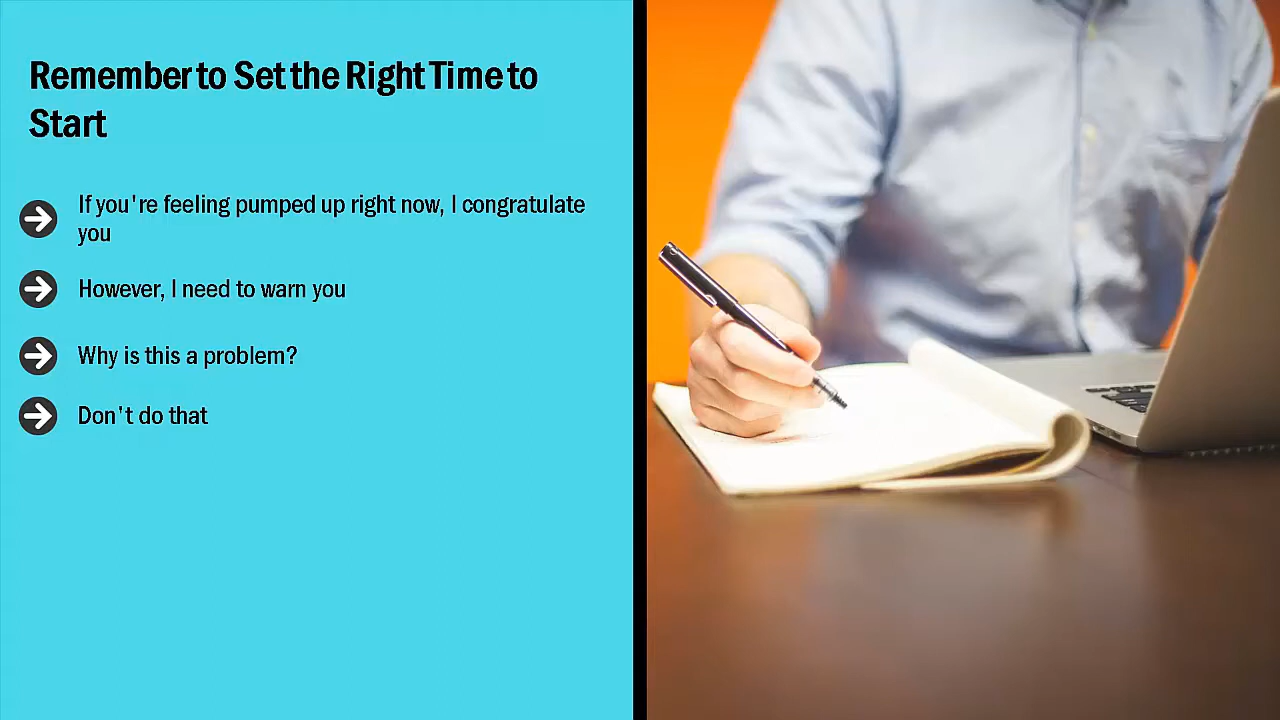 Remember to Set the Right Time to
Start
If you're feeling pumped up right now, I congratulate
you
However, I need to warn you
Why is this a problem?
Don't do that